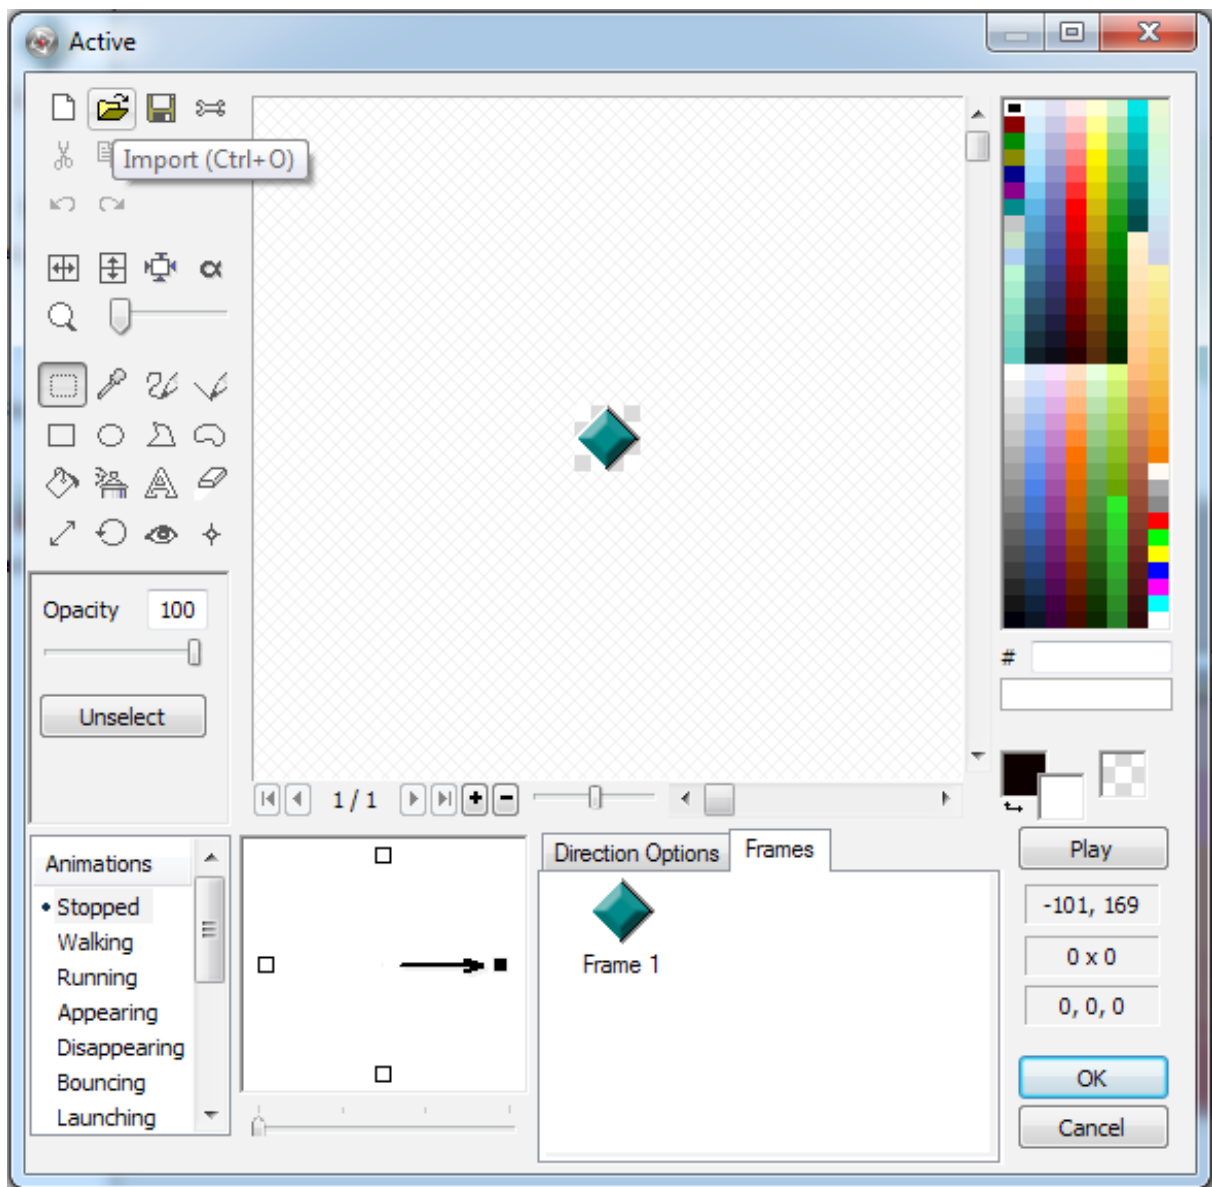 Active
Import (Ctrl+O)
Opacity 100
Unselect
#
1 / 1
Animations
Stopped
Walking
Running
Appearing
Disappearing
Bouncing
Launching
Direction Options
Frames
Frame 1
Play
-101, 169
0 x 0
0, 0, 0
OK
Cancel